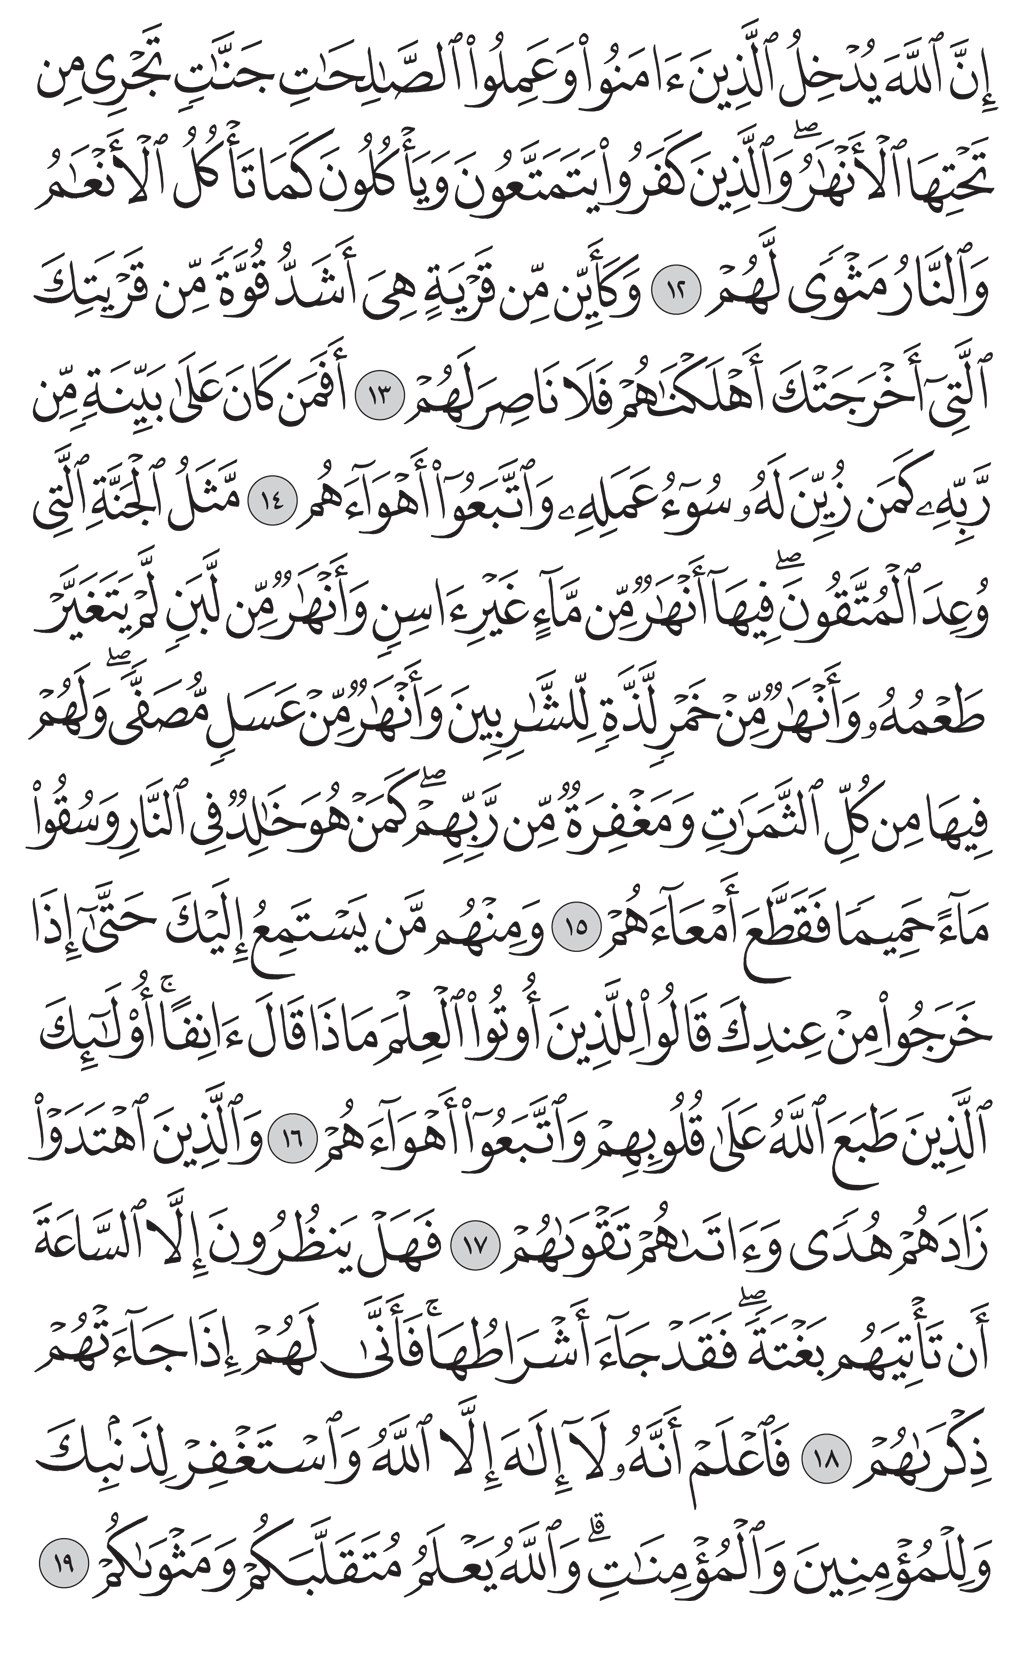 إِنَّ ٱللَّهَ يُدۡخِلُ ٱلَّذِينَ ءَامَنُواْ وَعَمِلُواْ ٱلصَّٰلِحَٰتِ جَنَّٰتٖ تَجۡرِي مِن
تَحۡتِهَا ٱلۡأَنۡهَٰرُۖ وَٱلَّذِينَ كَفَرُواْ يَتَمَتَّعُونَ وَيَأۡكُلُونَ كَمَا تَأۡكُلُ ٱلۡأَنۡعَٰمُ
وَٱلنَّارُ مَثۡوٗى لَّهُمۡ ١٢ وَكَأَيِّن مِّن قَرۡيَةٍ هِيَ أَشَدُّ قُوَّةٗ مِّن قَرۡيَتِكَ
ٱلَّتِيٓ أَخۡرَجَتۡكَ أَهۡلَكۡنَٰهُمۡ فَلَا نَاصِرَ لَهُمۡ ١٣ أَفَمَن كَانَ عَلَىٰ بَيِّنَةٖ مِّن
رَّبِّهِۦ كَمَن زُيِّنَ لَهُۥ سُوٓءُ عَمَلِهِۦ وَٱتَّبَعُوٓاْ أَهۡوَآءَهُم ١٤ مَّثَلُ ٱلۡجَنَّةِ ٱلَّتِي
وُعِدَ ٱلۡمُتَّقُونَۖ فِيهَآ أَنۡهَٰرٞ مِّن مَّآءٍ غَيۡرِ ءَاسِنٖ وَأَنۡهَٰرٞ مِّن لَّبَنٖ لَّمۡ يَتَغَيَّرۡ
طَعۡمُهُۥ وَأَنۡهَٰرٞ مِّنۡ خَمۡرٖ لَّذَّةٖ لِّلشَّٰرِبِينَ وَأَنۡهَٰرٞ مِّنۡ عَسَلٖ مُّصَفّٗىۖ وَلَهُمۡ
فِيهَا مِن كُلِّ ٱلثَّمَرَٰتِ وَمَغۡفِرَةٞ مِّن رَّبِّهِمۡۖ كَمَنۡ هُوَ خَٰلِدٞ فِي ٱلنَّارِ وَسُقُواْ
مَآءً حَمِيمٗا فَقَطَّعَ أَمۡعَآءَهُمۡ ١٥ وَمِنۡهُم مَّن يَسۡتَمِعُ إِلَيۡكَ حَتَّىٰٓ إِذَا
خَرَجُواْ مِنۡ عِندِكَ قَالُواْ لِلَّذِينَ أُوتُواْ ٱلۡعِلۡمَ مَاذَا قَالَ ءَانِفًاۚ أُوْلَٰٓئِكَ
ٱلَّذِينَ طَبَعَ ٱللَّهُ عَلَىٰ قُلُوبِهِمۡ وَٱتَّبَعُوٓاْ أَهۡوَآءَهُمۡ ١٦ وَٱلَّذِينَ ٱهۡتَدَوۡاْ
زَادَهُمۡ هُدٗى وَءَاتَىٰهُمۡ تَقۡوَىٰهُمۡ ١٧ فَهَلۡ يَنظُرُونَ إِلَّا ٱلسَّاعَةَ
أَن تَأۡتِيَهُم بَغۡتَةٗۖ فَقَدۡ جَآءَ أَشۡرَاطُهَاۚ فَأَنَّىٰ لَهُمۡ إِذَا جَآءَتۡهُمۡ
ذِكۡرَىٰهُمۡ ١٨ فَٱعۡلَمۡ أَنَّهُۥ لَآ إِلَٰهَ إِلَّا ٱللَّهُ وَٱسۡتَغۡفِرۡ لِذَنۢبِكَ
وَلِلۡمُؤۡمِنِينَ وَٱلۡمُؤۡمِنَٰتِۗ وَٱللَّهُ يَعۡلَمُ مُتَقَلَّبَكُمۡ وَمَثۡوَىٰكُمۡ ١٩